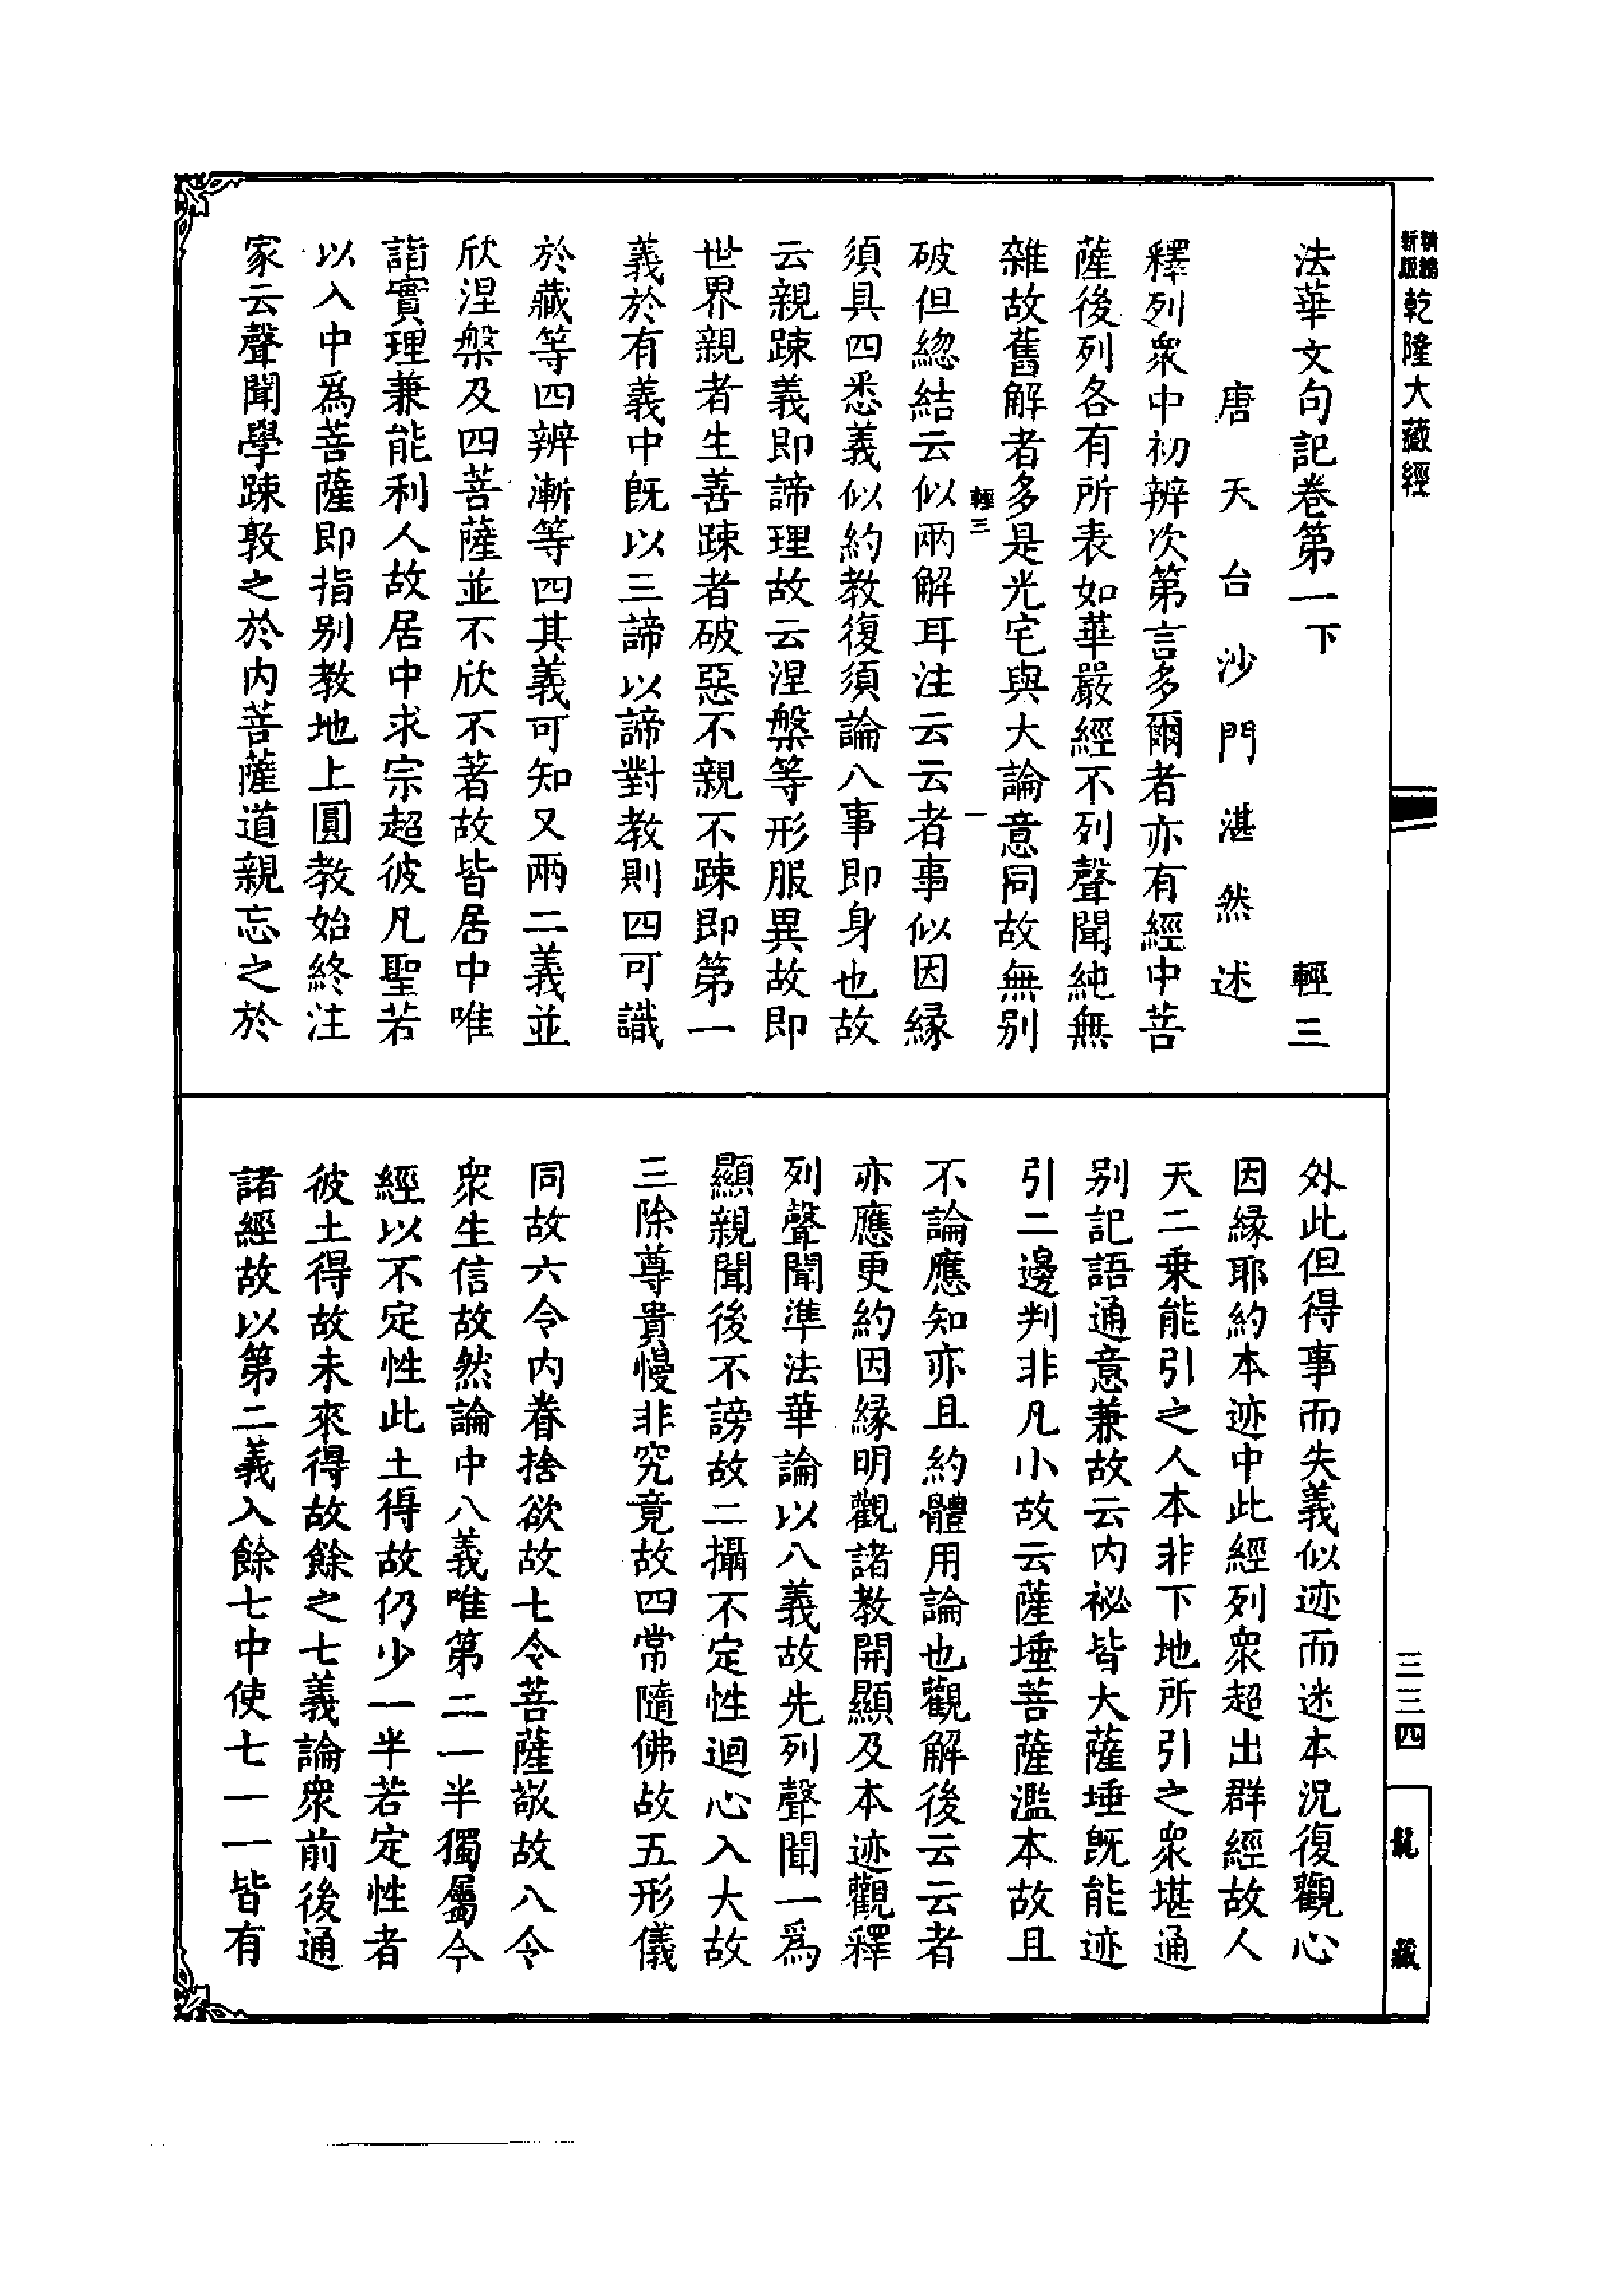 新版
精縮
乾隆大藏經
法華文句記卷第一下　輕三
唐天台沙門湛然述
釋列衆中初辨次第言多爾者亦有經中菩
薩後列各有所表如華嚴經不列聲聞純無
雜故舊解者多是光宅與大論意同故無別
輕三　一
破但總結云似兩解耳注云云者事似因緣
須具四悉義似約教復須論八事即身也故
云親踈義即諦理故云涅槃等形服異故即
世界親者生善踈者破惡不親不踈即第一
義於有義中旣以三諦以諦對教則四可識
於藏等四辨漸等四其義可知又兩二義並
欣涅槃及四菩薩並不欣不著故皆居中唯
詣實理兼能利人故居中求宗超彼凡聖若
以入中爲菩薩即指別教地上圓教始終注
家云聲聞學踈敦之於内菩薩道親忘之於
外此但得事而失義似迹而迷本況復觀心
因緣耶約本迹中此經列衆超出群經故人
天二乘能引之人本非下地所引之衆堪通
別記語通意兼故云内祕皆大薩埵旣能迹
引二邊判非凡小故云薩埵菩薩濫本故且
不論應知亦且約體用論也觀解後云云者
亦應更約因緣明觀諸教開顯及本迹觀釋
列聲聞準法華論以八義故先列聲聞一爲
顯親聞後不謗故二攝不定性迴心入大故
三除尊貴慢非究竟故四常隨佛故五形儀
同故六令内眷捨欲故七令菩薩敬故八令
衆生信故然論中八義唯第二一半獨屬今
經以不定性此土得故仍少一半若定性者
彼土得故未來得故餘之七義論衆前後通
諸經故以第二義入餘七中使七一一皆有
三三四
龍藏